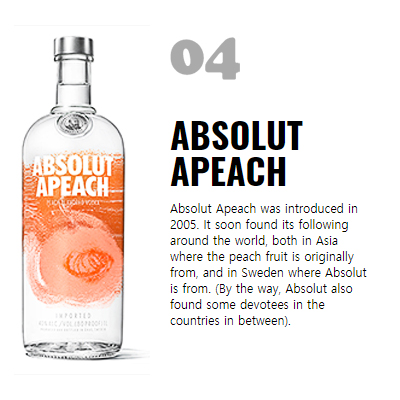 04
ABSOLUT
APEACH
Absolut Apeach was introduced in
2005. It soon found its following
around the world, both in Asia
where the peach fruit is originally
from, and in Sweden where Absolut
is from. (By the way, Absolut also
found some devotees in the
countries in between).
ABSOLUT
APEACH
IMPORTED